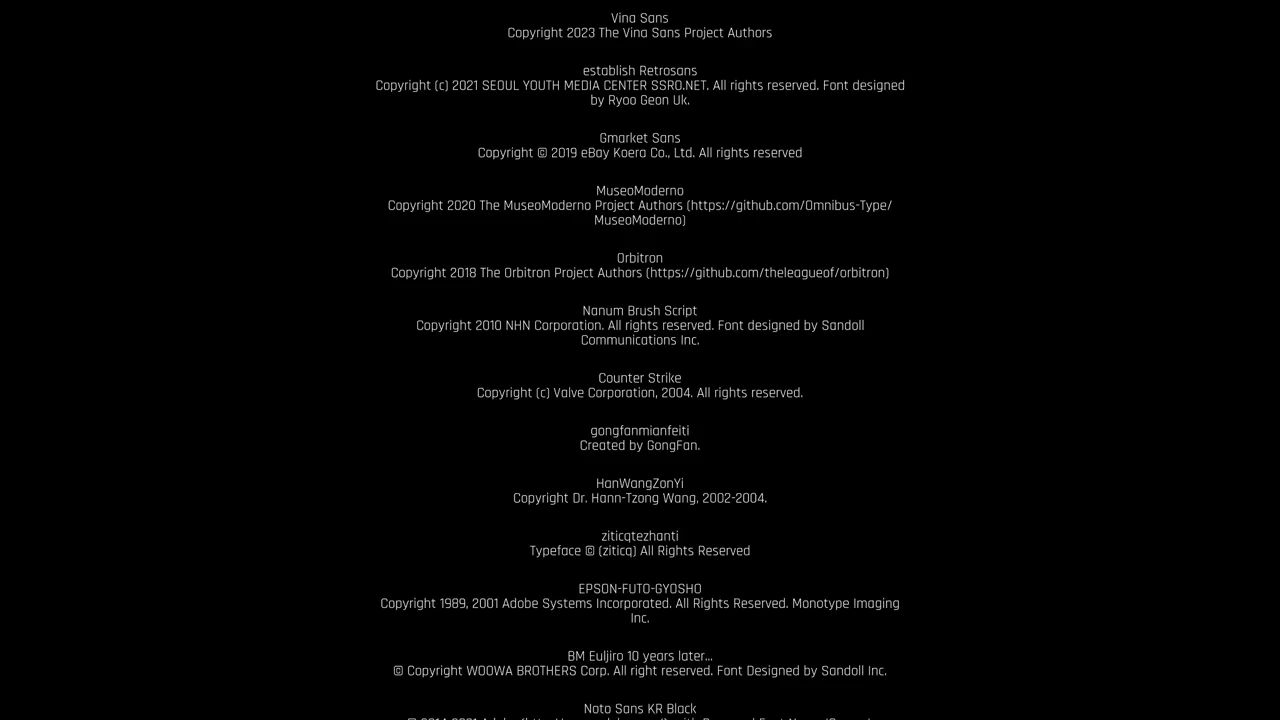 Vina Sans
Copyright 2023 The Vina Sans Project Authors
establish Retrosans
Copyright (c) 2021 SEOUL YOUTH MEDIA CENTER SSRO.NET. All rights reserved. Font designed
by Ryoo Geon Uk.
Gmarket Sans
Copyright © 2019 eBay Koera Co., Ltd. All rights reserved
MuseoModerno
Copyright 2020 The MuseoModerno Project Authors (https://github.com/Omnibus-Type/
MuseoModerno)
Orbitron
Copyright 2018 The Orbitron Project Authors (https://github.com/theleagueof/orbitron)
Nanum Brush Script
Copyright 2010 NHN Corporation. All rights reserved. Font designed by Sandoll
Communications Inc.
Counter Strike
Copyright (c) Valve Corporation, 2004. All rights reserved.
gongfanmianfeiti
Created by GongFan.
HanWangZonYi
Copyright Dr. Hann-Tzong Wang, 2002-2004.
ziticqtezhanti
Typeface © (ziticq) All Rights Reserved
EPSON-FUTO-GYOSHO
Copyright 1989, 2001 Adobe Systems Incorporated. All Rights Reserved. Monotype Imaging
Inc.
BM Euljiro 10 years later...
© Copyright WOOWA BROTHERS Corp. All right reserved. Font Designed by Sandoll Inc.
Noto Sans KR Black